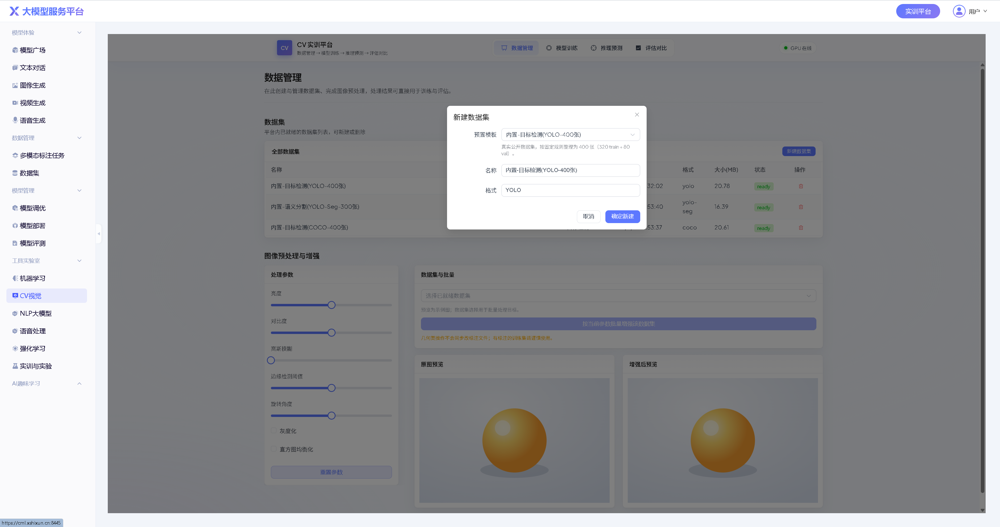 大模型服务平台
实训平台
用户
模型体验
模型广场
文本对话
图像生成
视频生成
语音生成
数据管理
多模态标注任务
数据集
模型管理
模型调优
模型部署
模型评测
工具实验室
机器学习
CV视觉
NLP大模型
语音处理
强化学习
实训与实验
AI趣味学习
CV
CV 实训平台
数据管理→模型训练→推理预测→评估对比
数据管理
模型训练
推理预测
评估对比
GPU 在线
数据管理
在此创建与管理数据集、完成图像预处理，处理结果可直接用于训练与评估。
数据集
平台内已就绪的数据集列表，可新建或删除
全部数据集
新建数据集
名称 格式 大小(MB) 状态 操作
内置-目标检测(YOLO-400张) 32:02 yolo 20.78 ready
内置-语义分割(YOLO-Seg-300张) 53:40 yolo-seg 16.39 ready
内置-目标检测(COCO-400张) 53:37 coco 20.61 ready
新建数据集
预置模板 内置-目标检测(YOLO-400张)
真实公开数据集，按固定规则整理为 400 张（320 train + 80
val）。
名称 内置-目标检测(YOLO-400张)
格式 YOLO
取消
确定新建
图像预处理与增强
处理参数
亮度
对比度
高斯模糊
边缘检测阈值
旋转角度
灰度化
直方图均衡化
重置参数
数据集与批量
选择已就绪数据集
预览为示例图；数据集选择用于批量处理目标。
按当前参数批量增强该数据集
几何类操作不会同步改标注文件；有标注的训练集请谨慎使用。
原图预览
增强后预览
https://cml.xshixun.cn:8445